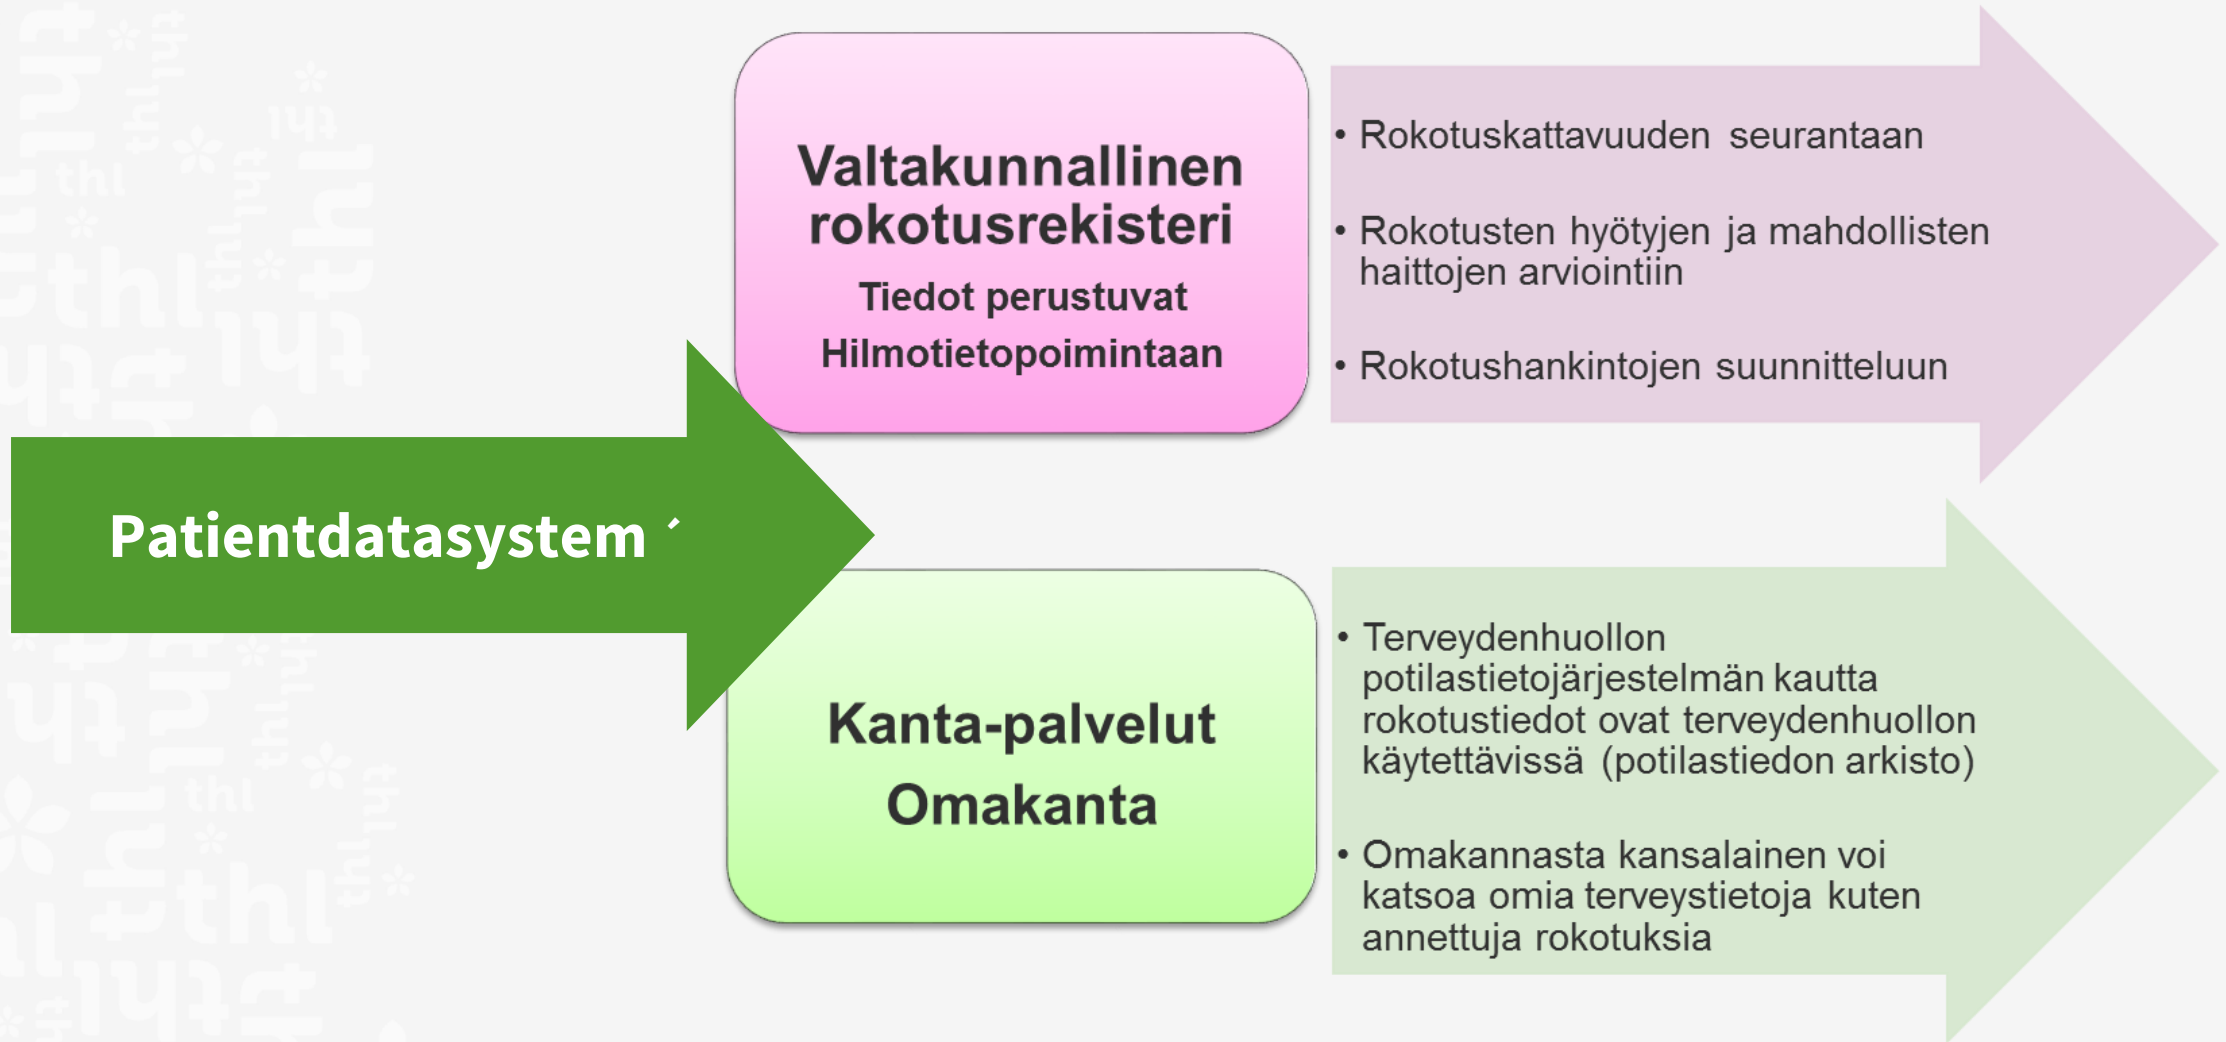 Patientdatasystem ´
Valtakunnallinen
rokotusrekisteri
Tiedot perustuvat
Hilmotietopoimintaan
• Rokotuskattavuuden seurantaan
• Rokotusten hyötyjen ja mahdollisten
haittojen arviointiin
• Rokotushankintojen suunnitteluun
Kanta-palvelut
Omakanta
• Terveydenhuollon
potilastietojärjestelmän kautta
rokotustiedot ovat terveydenhuollon
käytettävissä (potilastiedon arkisto)
• Omakannasta kansalainen voi
katsoa omia terveystietoja kuten
annettuja rokotuksia